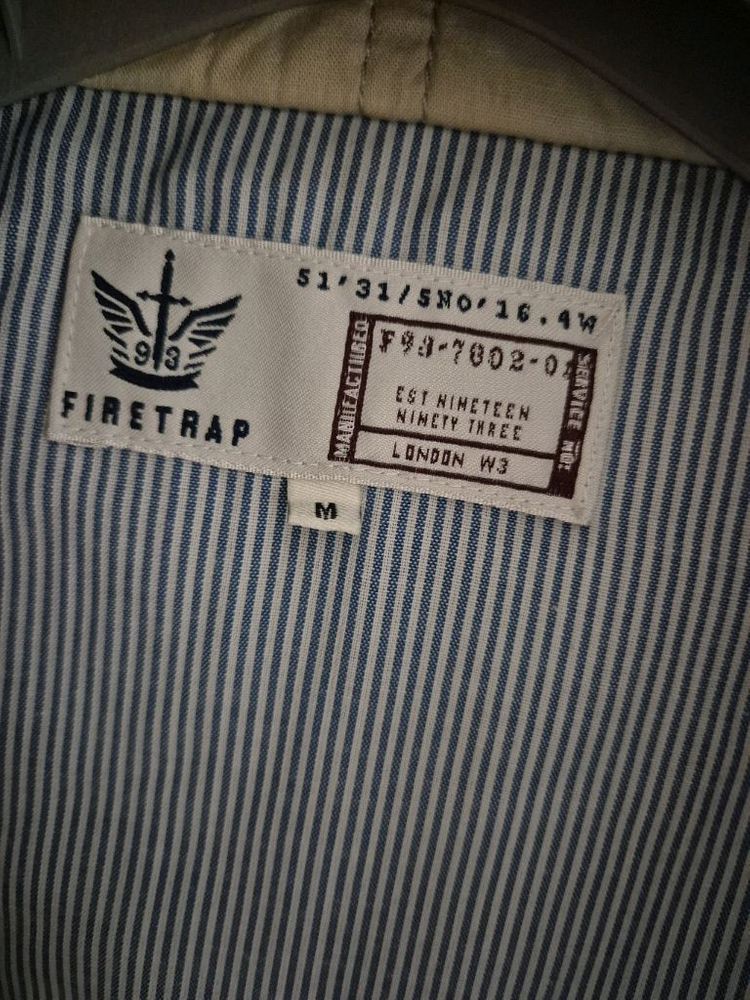 93
FIRETRAP
51'31/5NO'16.4W
MANUFACTURED
EST NINETEEN
NINETY THREE
LONDON W3
SERVICE NO:
M